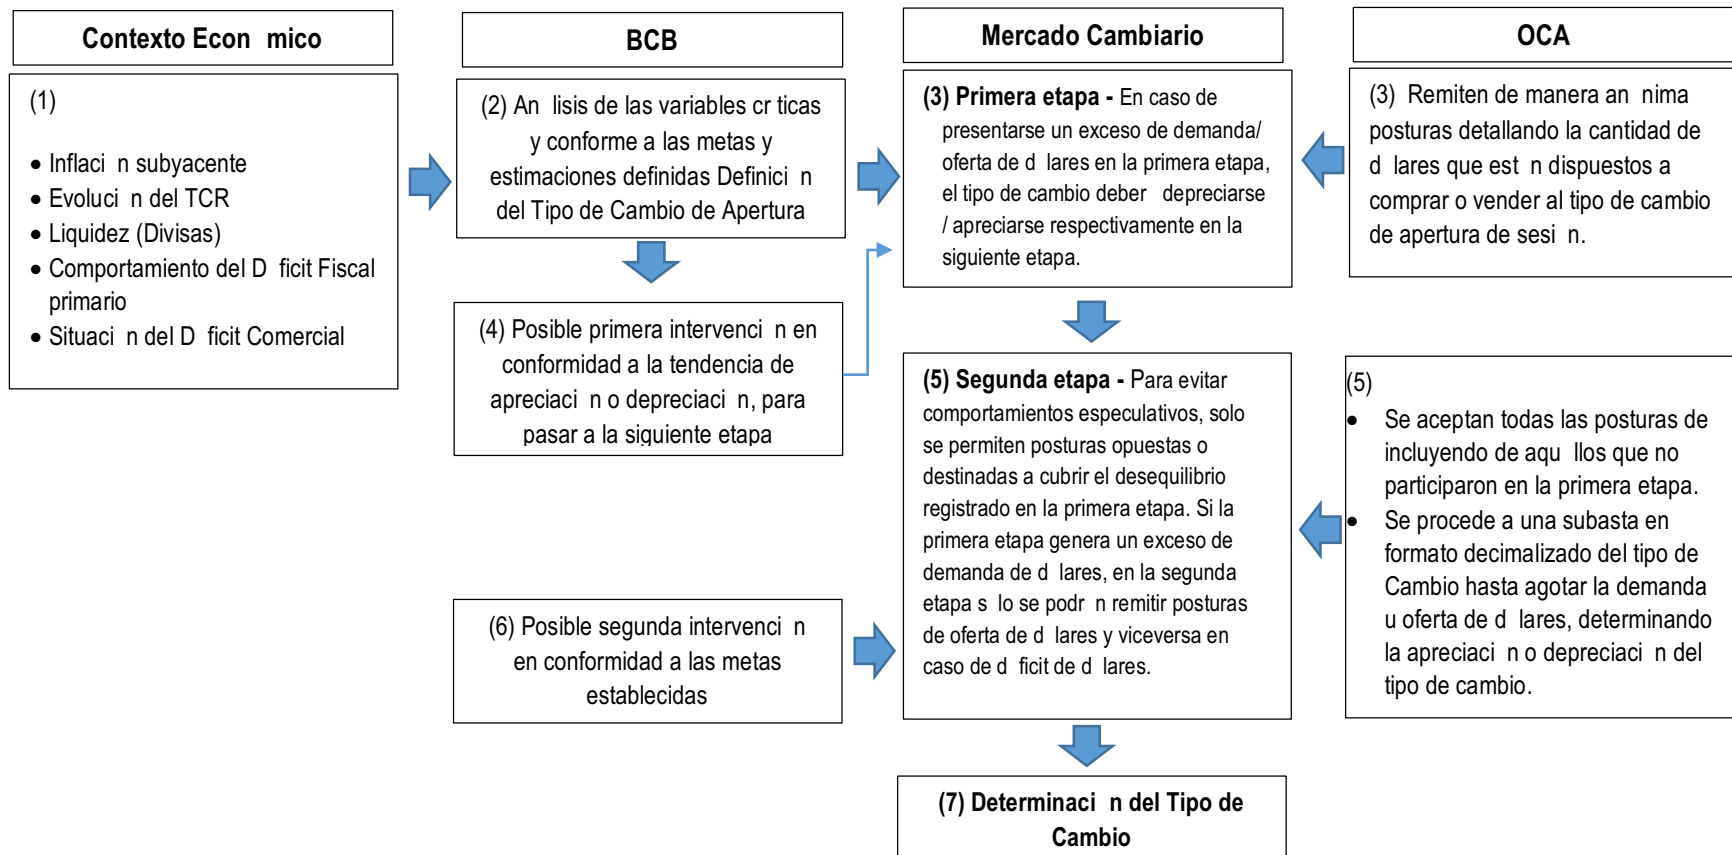 Contexto Econ mico
(1)
• Inflaci n subyacente
• Evoluci n del TCR
• Liquidez (Divisas)
• Comportamiento del D ficit Fiscal
primario
• Situaci n del D ficit Comercial
BCB
(2) An lisis de las variables cr ticas
y conforme a las metas y
estimaciones definidas Definici n
del Tipo de Cambio de Apertura
(4) Posible primera intervenci n en
conformidad a la tendencia de
apreciaci n o depreciaci n, para
pasar a la siguiente etapa
(6) Posible segunda intervenci n
en conformidad a las metas
establecidas
Mercado Cambiario
(3) Primera etapa - En caso de
presentarse un exceso de demanda/
oferta de d lares en la primera etapa,
el tipo de cambio deber depreciarse
/ apreciarse respectivamente en la
siguiente etapa.
(5) Segunda etapa - Para evitar
comportamientos especulativos, solo
se permiten posturas opuestas o
destinadas a cubrir el desequilibrio
registrado en la primera etapa. Si la
primera etapa genera un exceso de
demanda de d lares, en la segunda
etapa s lo se podr n remitir posturas
de oferta de d lares y viceversa en
caso de d ficit de d lares.
(7) Determinaci n del Tipo de
Cambio
OCA
(3) Remiten de manera an nima
posturas detallando la cantidad de
d lares que est n dispuestos a
comprar o vender al tipo de cambio
de apertura de sesi n.
(5)
• Se aceptan todas las posturas de
incluyendo de aqu llos que no
participaron en la primera etapa.
• Se procede a una subasta en
formato decimalizado del tipo de
Cambio hasta agotar la demanda
u oferta de d lares, determinando
la apreciaci n o depreciaci n del
tipo de cambio.